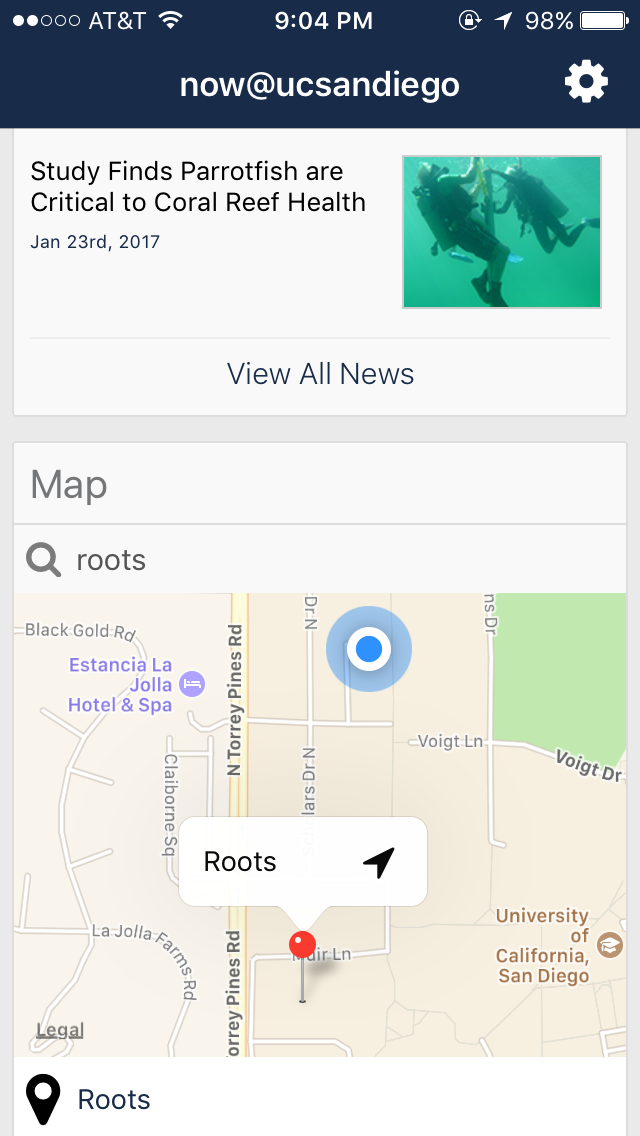 AT&T 9:04 PM 98%
now@ucsandiego
Study Finds Parrotfish are
Critical to Coral Reef Health
Jan 23rd, 2017
View All News
Map
roots
Dr N
ns Dr
Black Gold Rd
Estancia La
Jolla
Hotel & Spa
N Torrey Pines Rd
Voigt Ln
Voigt Dr
Claiborne Sq
lars Dr N
Roots
University
of
California,
San Diego
La Jolla Farms Rd
uir Ln
orrey Pines Rd
Legal
Roots